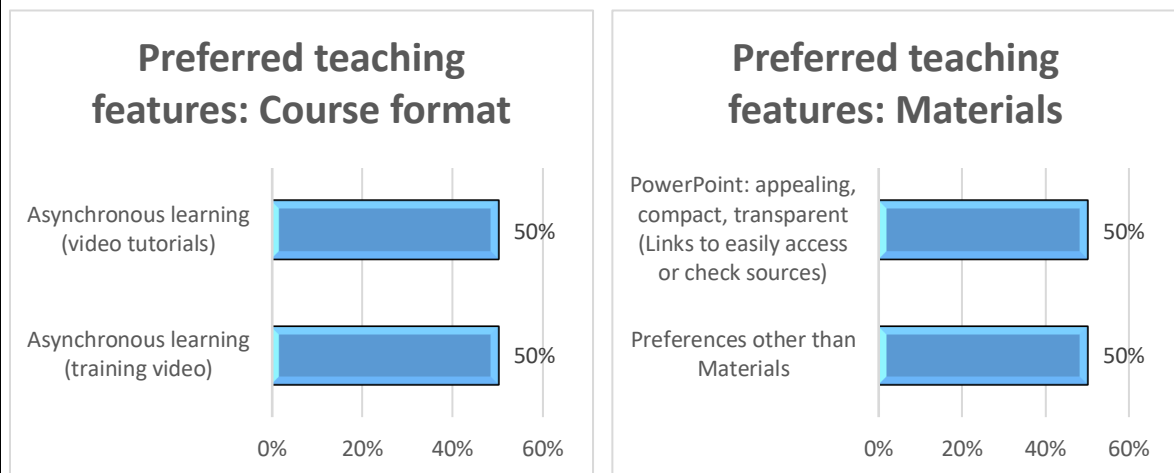 Preferred teaching
features: Course format
Asynchronous learning
(video tutorials)
50%
Asynchronous learning
(training video)
50%
0%
20%
40%
60%
Preferred teaching
features: Materials
PowerPoint: appealing,
compact, transparent
(Links to easily access
or check sources)
50%
Preferences other than
Materials
50%
0%
20%
40%
60%